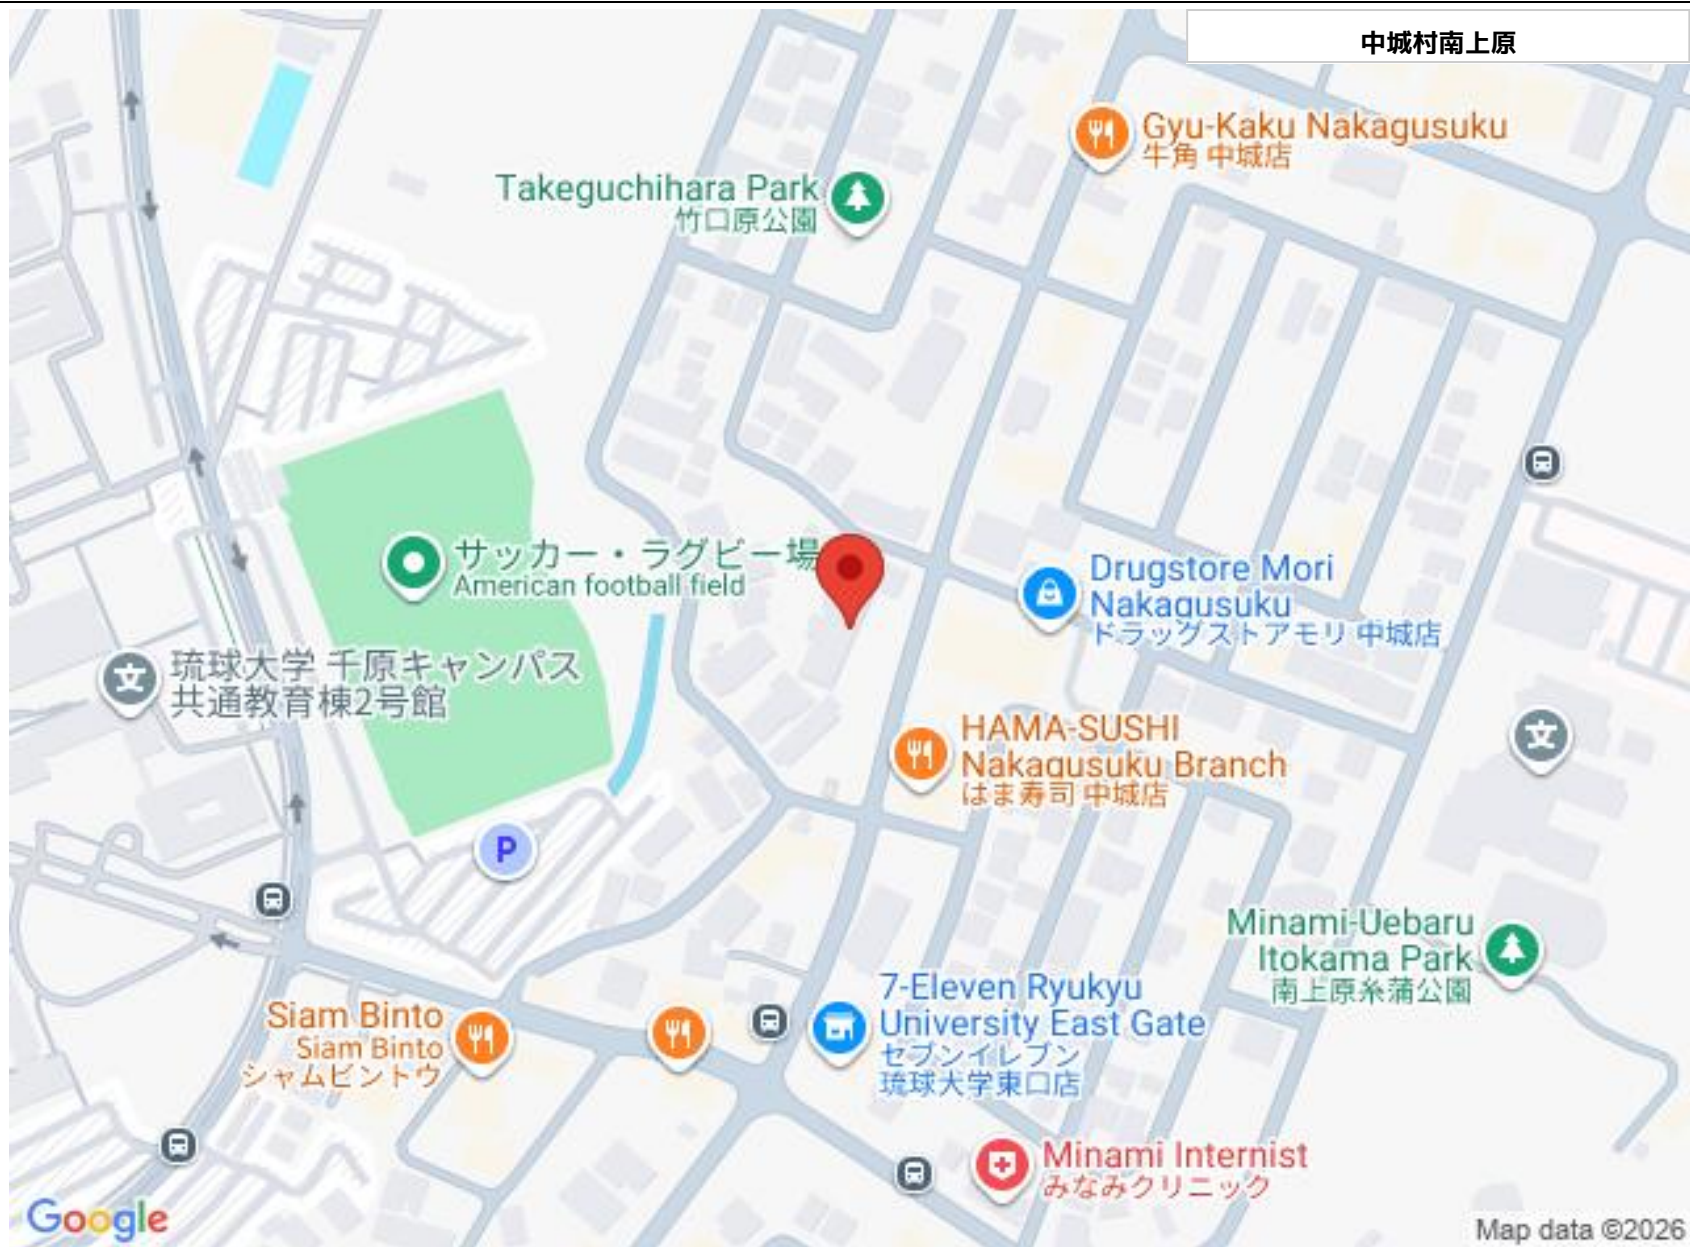 中城村南上原
Gyu-Kaku Nakagusuku
牛角 中城店
Takeguchihara Park
竹口原公園
サッカー・ラグビー場
American football field
Drugstore Mori
Nakagusuku
ドラッグストアモリ 中城店
琉球大学 千原キャンパス
共通教育棟2号館
文
文
HAMA-SUSHI
Nakagusuku Branch
はま寿司 中城店
P
Minami-Uebaru
Itokama Park
南上原糸蒲公園
7-Eleven Ryukyu
University East Gate
セブンイレブン
琉球大学東口店
Siam Binto
Siam Binto
シャムビントウ
Minami Internist
みなみクリニック
Google
Map data ©2026